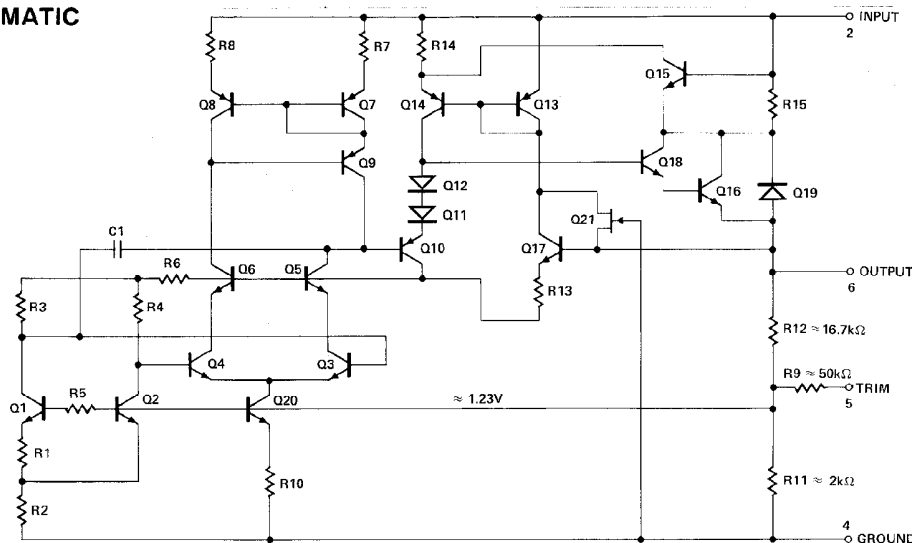 MATIC
INPUT
2
R8
R7
R14
Q15
Q8
Q7
Q14
Q13
R15
Q9
Q18
Q12
Q16
Q19
Q11
Q21
C1
Q10
Q17
R6
Q6
Q5
OUTPUT
6
R3
R4
R13
R12 ≈ 16.7kΩ
Q4
Q3
R9 ≈ 50kΩ
TRIM
5
Q1
R5
Q2
Q20
≈ 1.23V
R1
R10
R11 ≈ 2kΩ
R2
4
GROUND